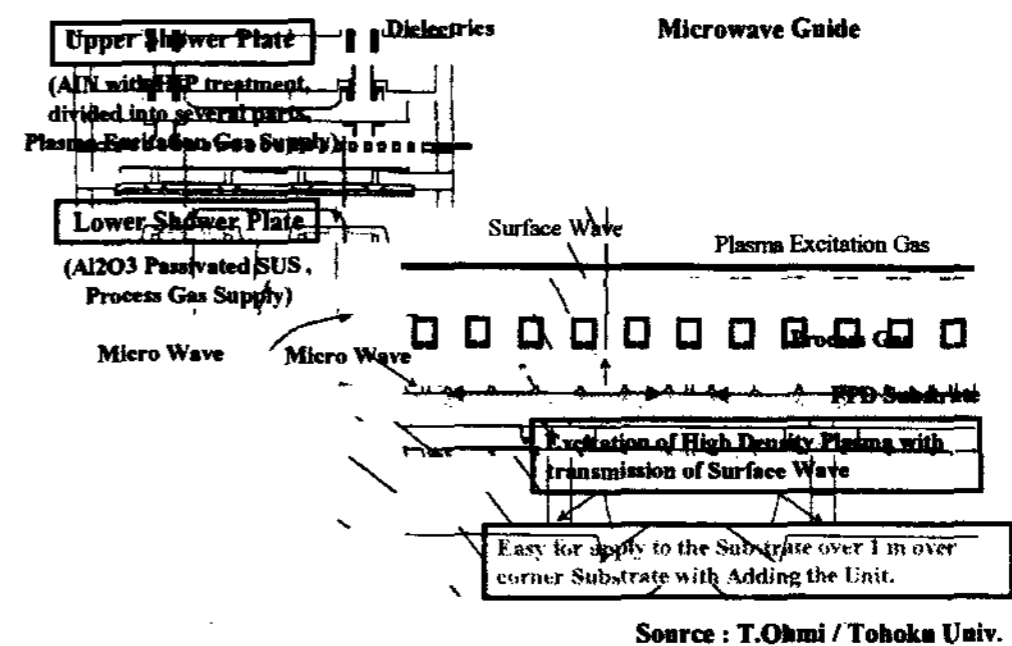 Upper Shower Plate
Dielectrics
Microwave Guide
(AlN with HIP treatment,
divided into several parts,
Plasma Excitation Gas Supply)
Lower Shower Plate
(Al2O3 Passivated SUS ,
Process Gas Supply)
Surface Wave
Plasma Excitation Gas
Micro Wave
Micro Wave
Process Gas
FPD Substrate
Excitation of High Density Plasma with
transmission of Surface Wave
Easy for apply to the Substrate over 1 m over
corner Substrate with Adding the Unit.
Source : T.Ohmi / Tohoku Univ.